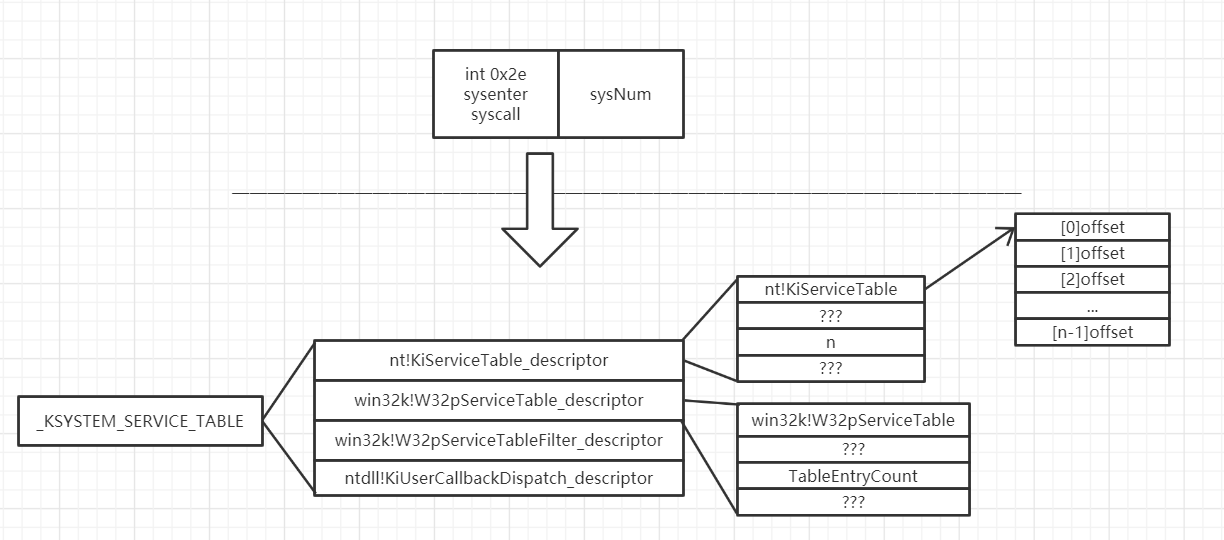 int 0x2e
sysenter
syscall
sysNum
[0]offset
[1]offset
[2]offset
...
[n-1]offset
nt!KiServiceTable
???
n
???
nt!KiServiceTable_descriptor
win32k!W32pServiceTable_descriptor
win32k!W32pServiceTableFilter_descriptor
ntdll!KiUserCallbackDispatch_descriptor
_KSYSTEM_SERVICE_TABLE
win32k!W32pServiceTable
???
TableEntryCount
???